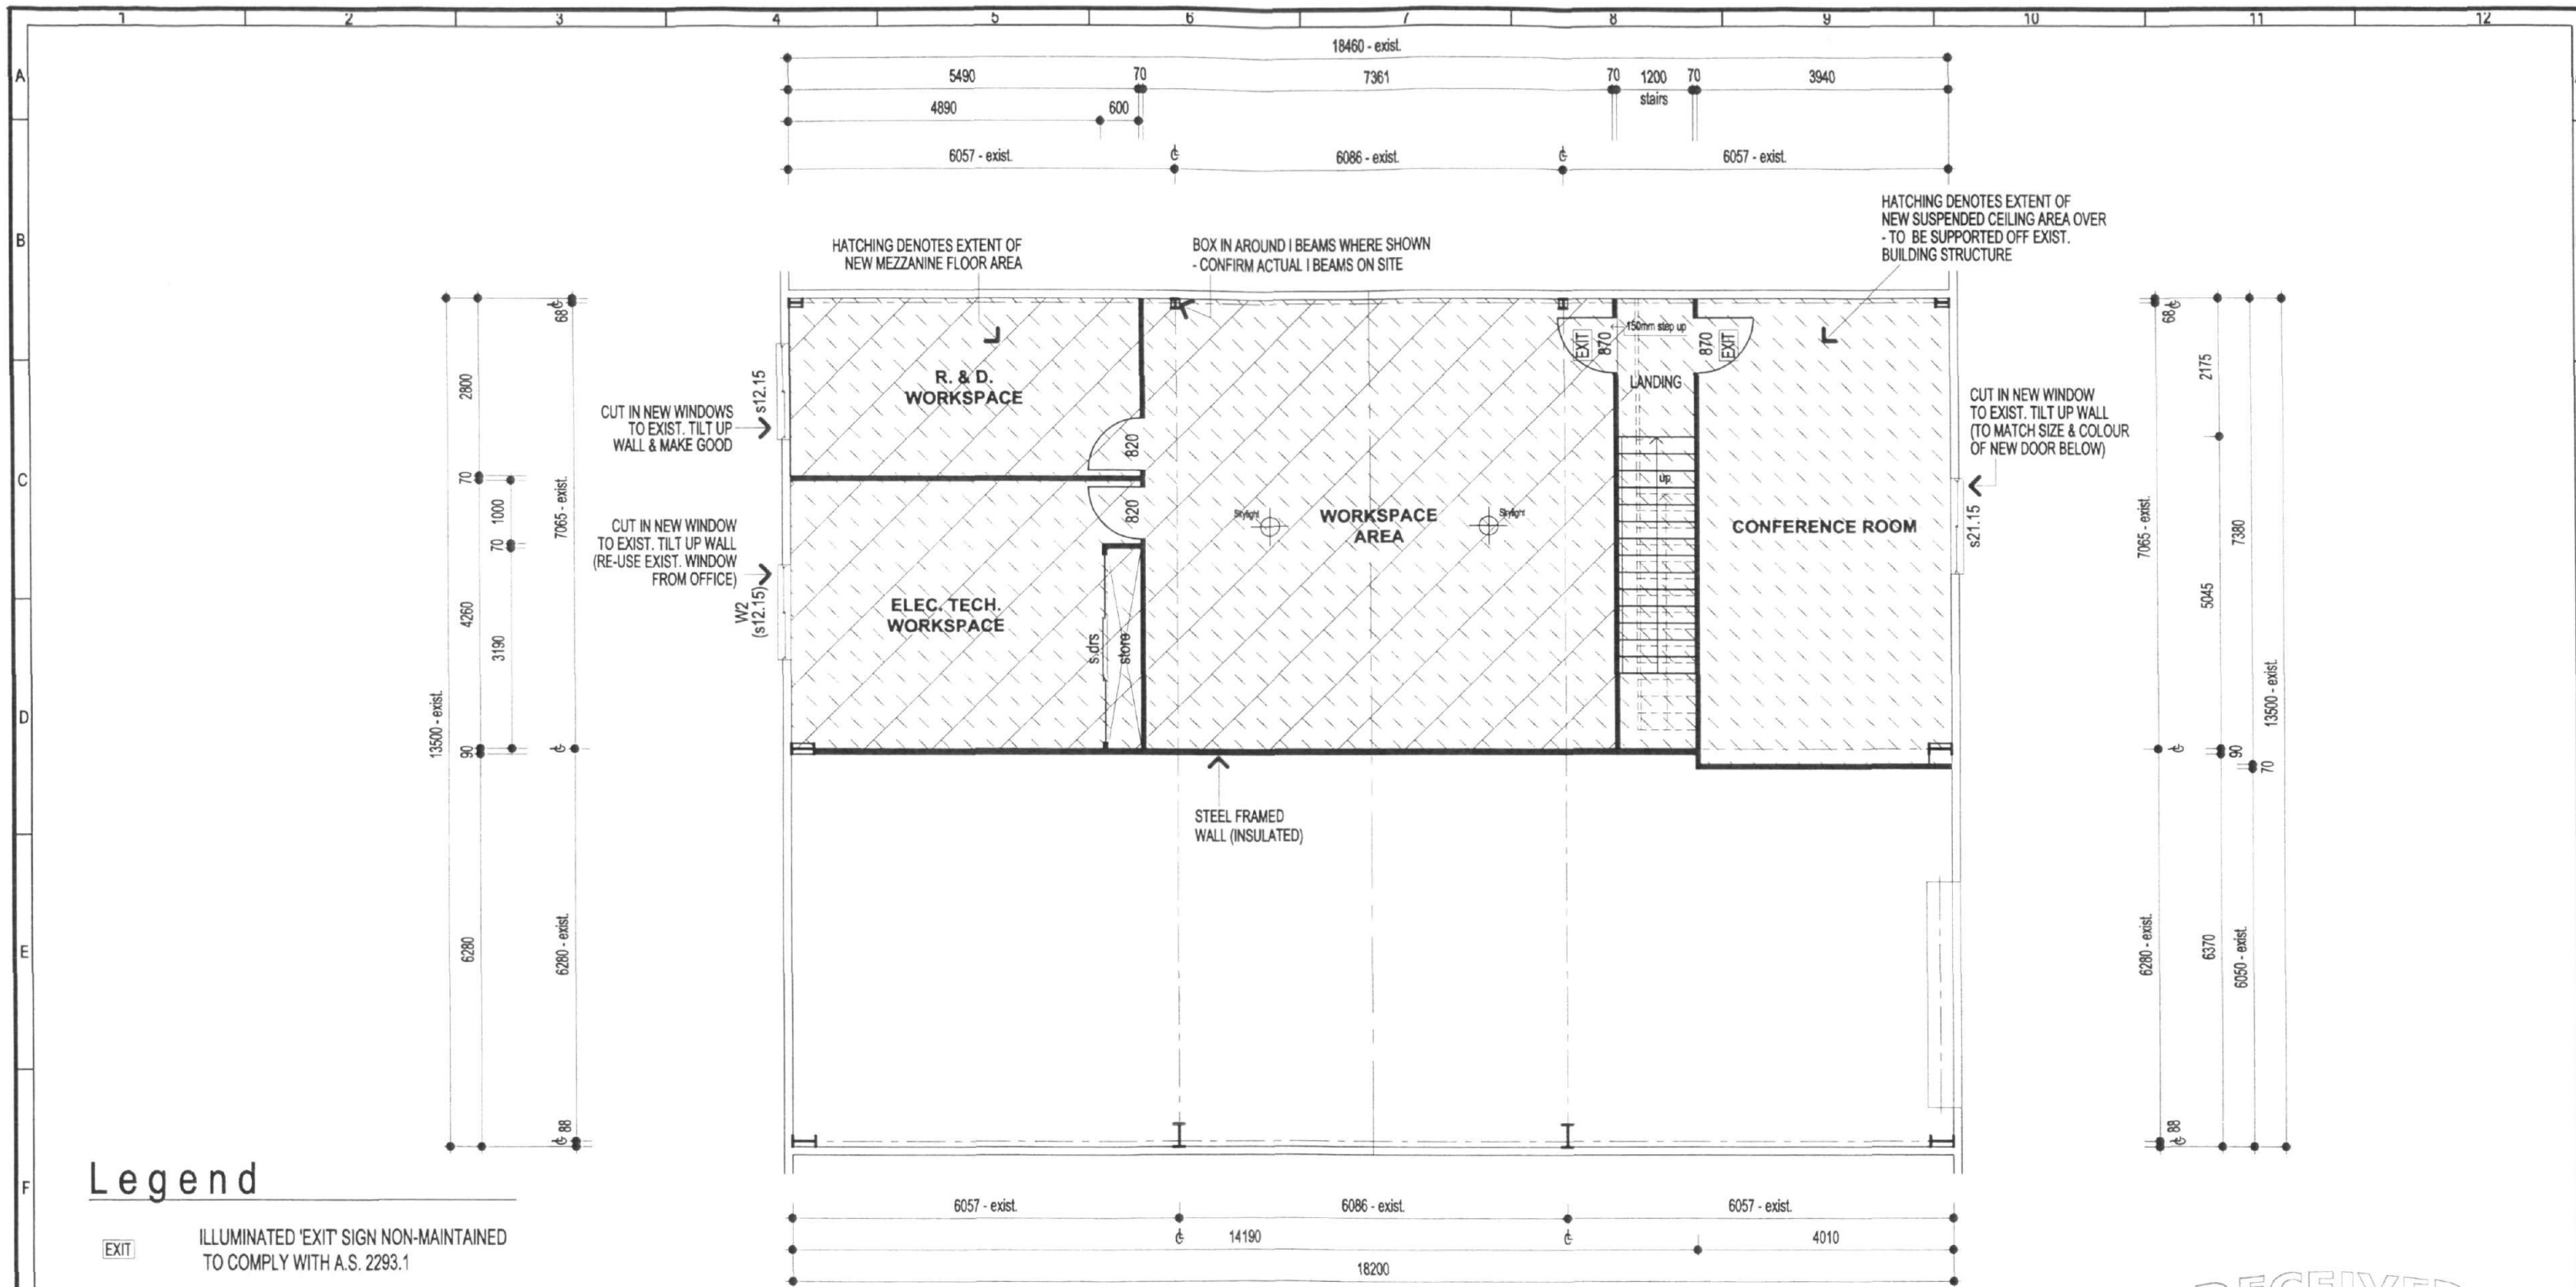 1 2 3 4 5 6 7 8 9 10 11 12
A
B
C
D
E
F
18460 - exist.
5490 70 7361 70 1200 70 3940
stairs
4890 600
6057 - exist. 6086 - exist. 6057 - exist.
HATCHING DENOTES EXTENT OF
NEW MEZZANINE FLOOR AREA
BOX IN AROUND I BEAMS WHERE SHOWN
- CONFIRM ACTUAL I BEAMS ON SITE
HATCHING DENOTES EXTENT OF
NEW SUSPENDED CEILING AREA OVER
- TO BE SUPPORTED OFF EXIST.
BUILDING STRUCTURE
13500 - exist.
2800
70
4260
90
6280
1000
70
3190
68
7065 - exist.
6280 - exist.
88
CUT IN NEW WINDOWS
TO EXIST. TILT UP
WALL & MAKE GOOD
s12.15
CUT IN NEW WINDOW
TO EXIST. TILT UP WALL
(RE-USE EXIST. WINDOW
FROM OFFICE)
W2
(s12.15)
R. & D.
WORKSPACE
820
820
ELEC. TECH.
WORKSPACE
s.drs
store
Skylight
WORKSPACE
AREA
Skylight
150mm step up
EXIT 870
870 EXIT
LANDING
up
CONFERENCE ROOM
CUT IN NEW WINDOW
TO EXIST. TILT UP WALL
(TO MATCH SIZE & COLOUR
OF NEW DOOR BELOW)
s21.15
STEEL FRAMED
WALL (INSULATED)
68
7065 - exist.
6280 - exist.
88
2175
5045
90
6370
7380
70
6050 - exist.
13500 - exist.
6057 - exist. 6086 - exist. 6057 - exist.
14190 4010
18200
Legend
EXIT
ILLUMINATED 'EXIT' SIGN NON-MAINTAINED
TO COMPLY WITH A.S. 2293.1
RECEIVED